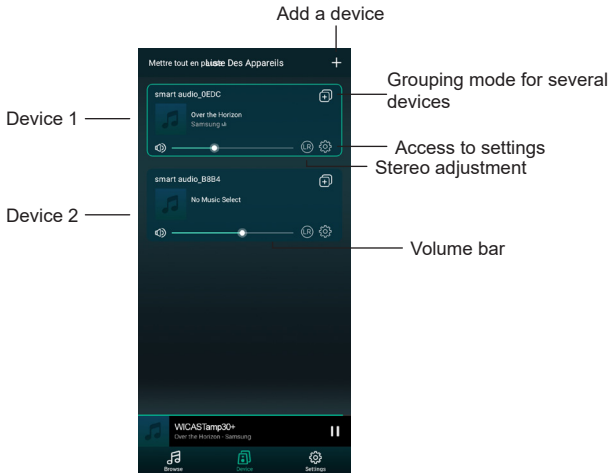 Add a device
Mettre tout en pause
Liste Des Appareils
+
smart audio_0EDC
Grouping mode for several
devices
Over the Horizon
Samsung
Device 1
LR
Access to settings
Stereo adjustment
smart audio_B8B4
No Music Select
Device 2
LR
Volume bar
WICASTamp30+
Over the Horizon - Samsung
Browse
Device
Settings